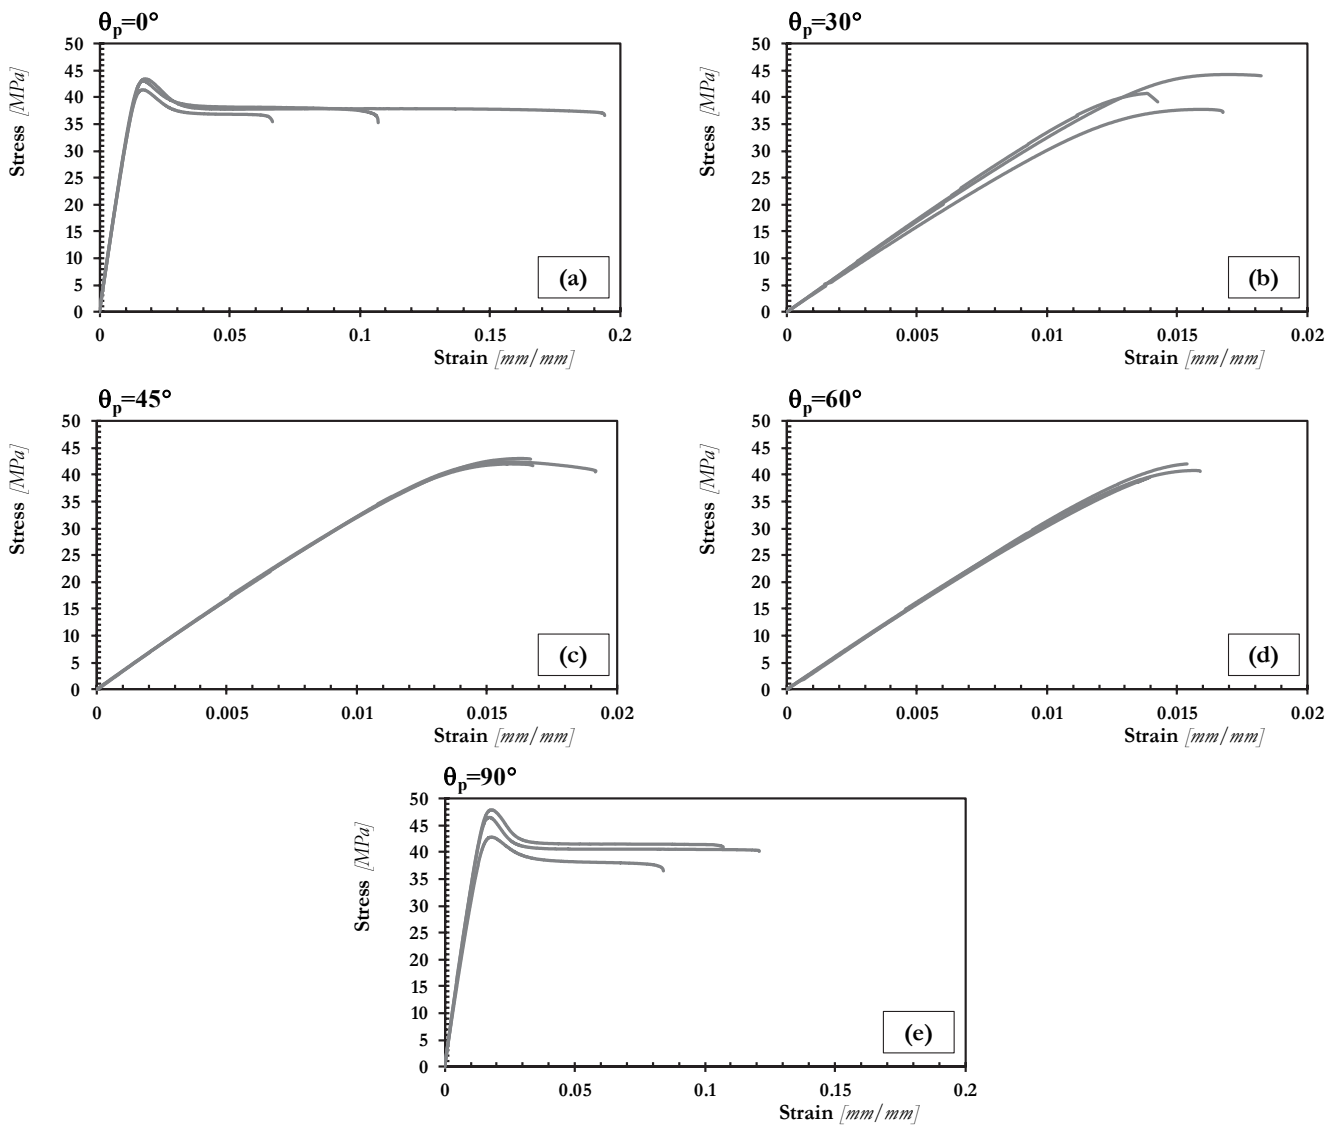 θp=0°
50
45
40
35
30
25
20
15
10
5
0
Stress [MPa]
(a)
0 0.05 0.1 0.15 0.2
Strain [mm/mm]
θp=30°
50
45
40
35
30
25
20
15
10
5
0
Stress [MPa]
(b)
0 0.005 0.01 0.015 0.02
Strain [mm/mm]
θp=45°
50
45
40
35
30
25
20
15
10
5
0
Stress [MPa]
(c)
0 0.005 0.01 0.015 0.02
Strain [mm/mm]
θp=60°
50
45
40
35
30
25
20
15
10
5
0
Stress [MPa]
(d)
0 0.005 0.01 0.015 0.02
Strain [mm/mm]
θp=90°
50
45
40
35
30
25
20
15
10
5
0
Stress [MPa]
(e)
0 0.05 0.1 0.15 0.2
Strain [mm/mm]